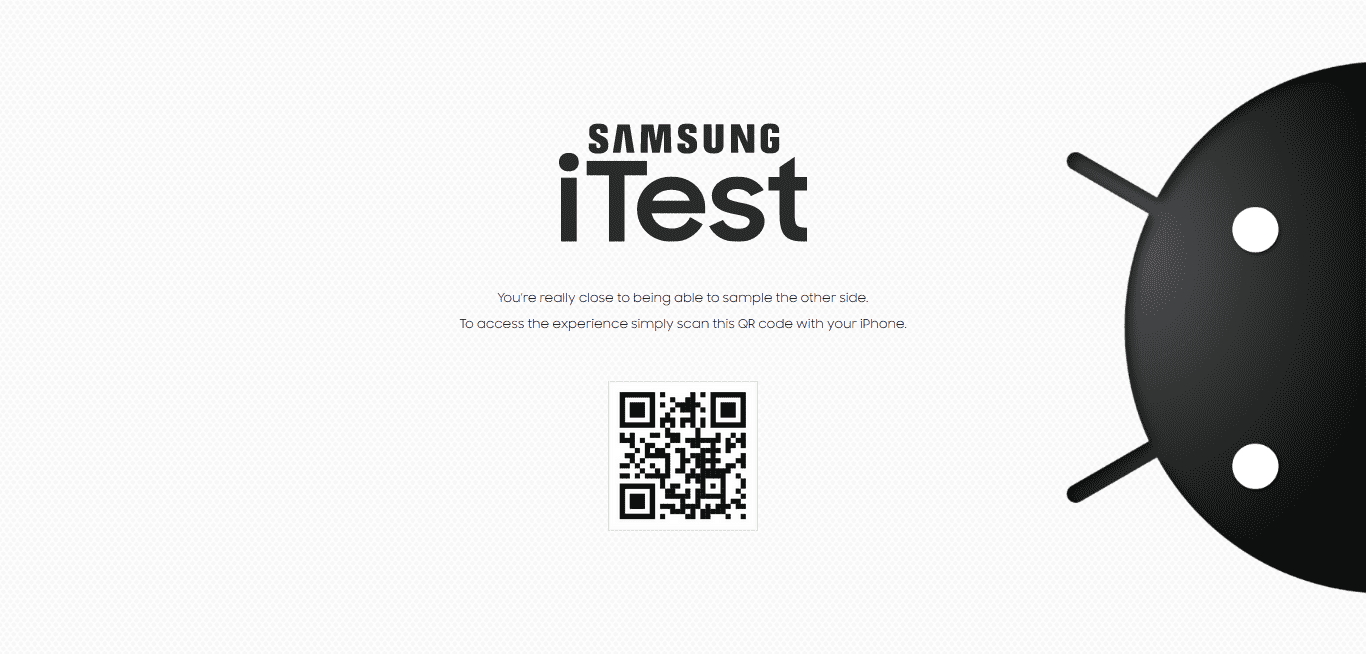 SAMSUNG
iTest
You're really close to being able to sample the other side.
To access the experience simply scan this QR code with your iPhone.